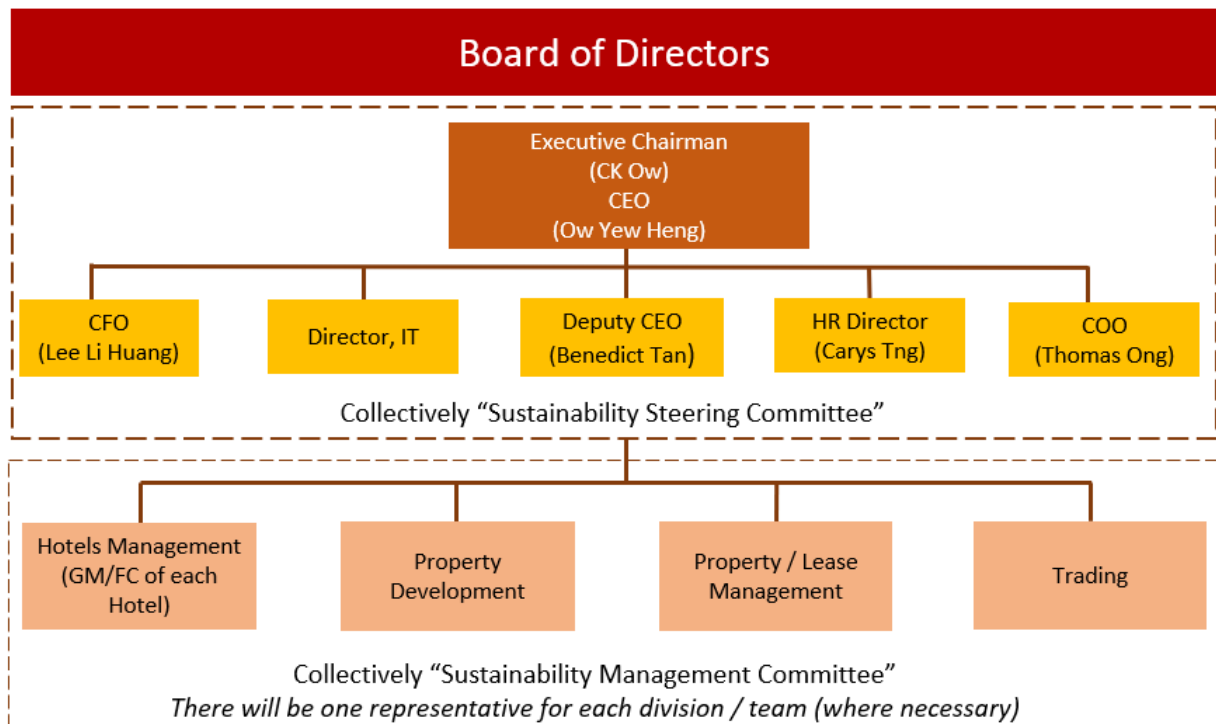 Board of Directors
Executive Chairman
(CK Ow)
CEO
(Ow Yew Heng)
CFO
(Lee Li Huang)
Director, IT
Deputy CEO
(Benedict Tan)
HR Director
(Carys Tng)
COO
(Thomas Ong)
Collectively “Sustainability Steering Committee”
Hotels Management
(GM/FC of each
Hotel)
Property
Development
Property / Lease
Management
Trading
Collectively “Sustainability Management Committee”
There will be one representative for each division / team (where necessary)